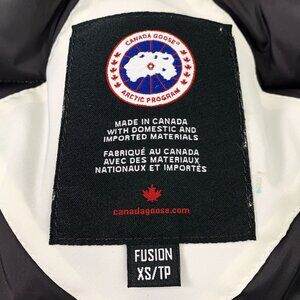 CANADA GOOSE®
ARCTIC PROGRAM
MADE IN CANADA
WITH DOMESTIC AND
IMPORTED MATERIALS
FABRIQUÉ AU CANADA
AVEC DES MATERIAUX
NATIONAUX ET IMPORTÉS
canadagoose.com
FUSION
XS/TP